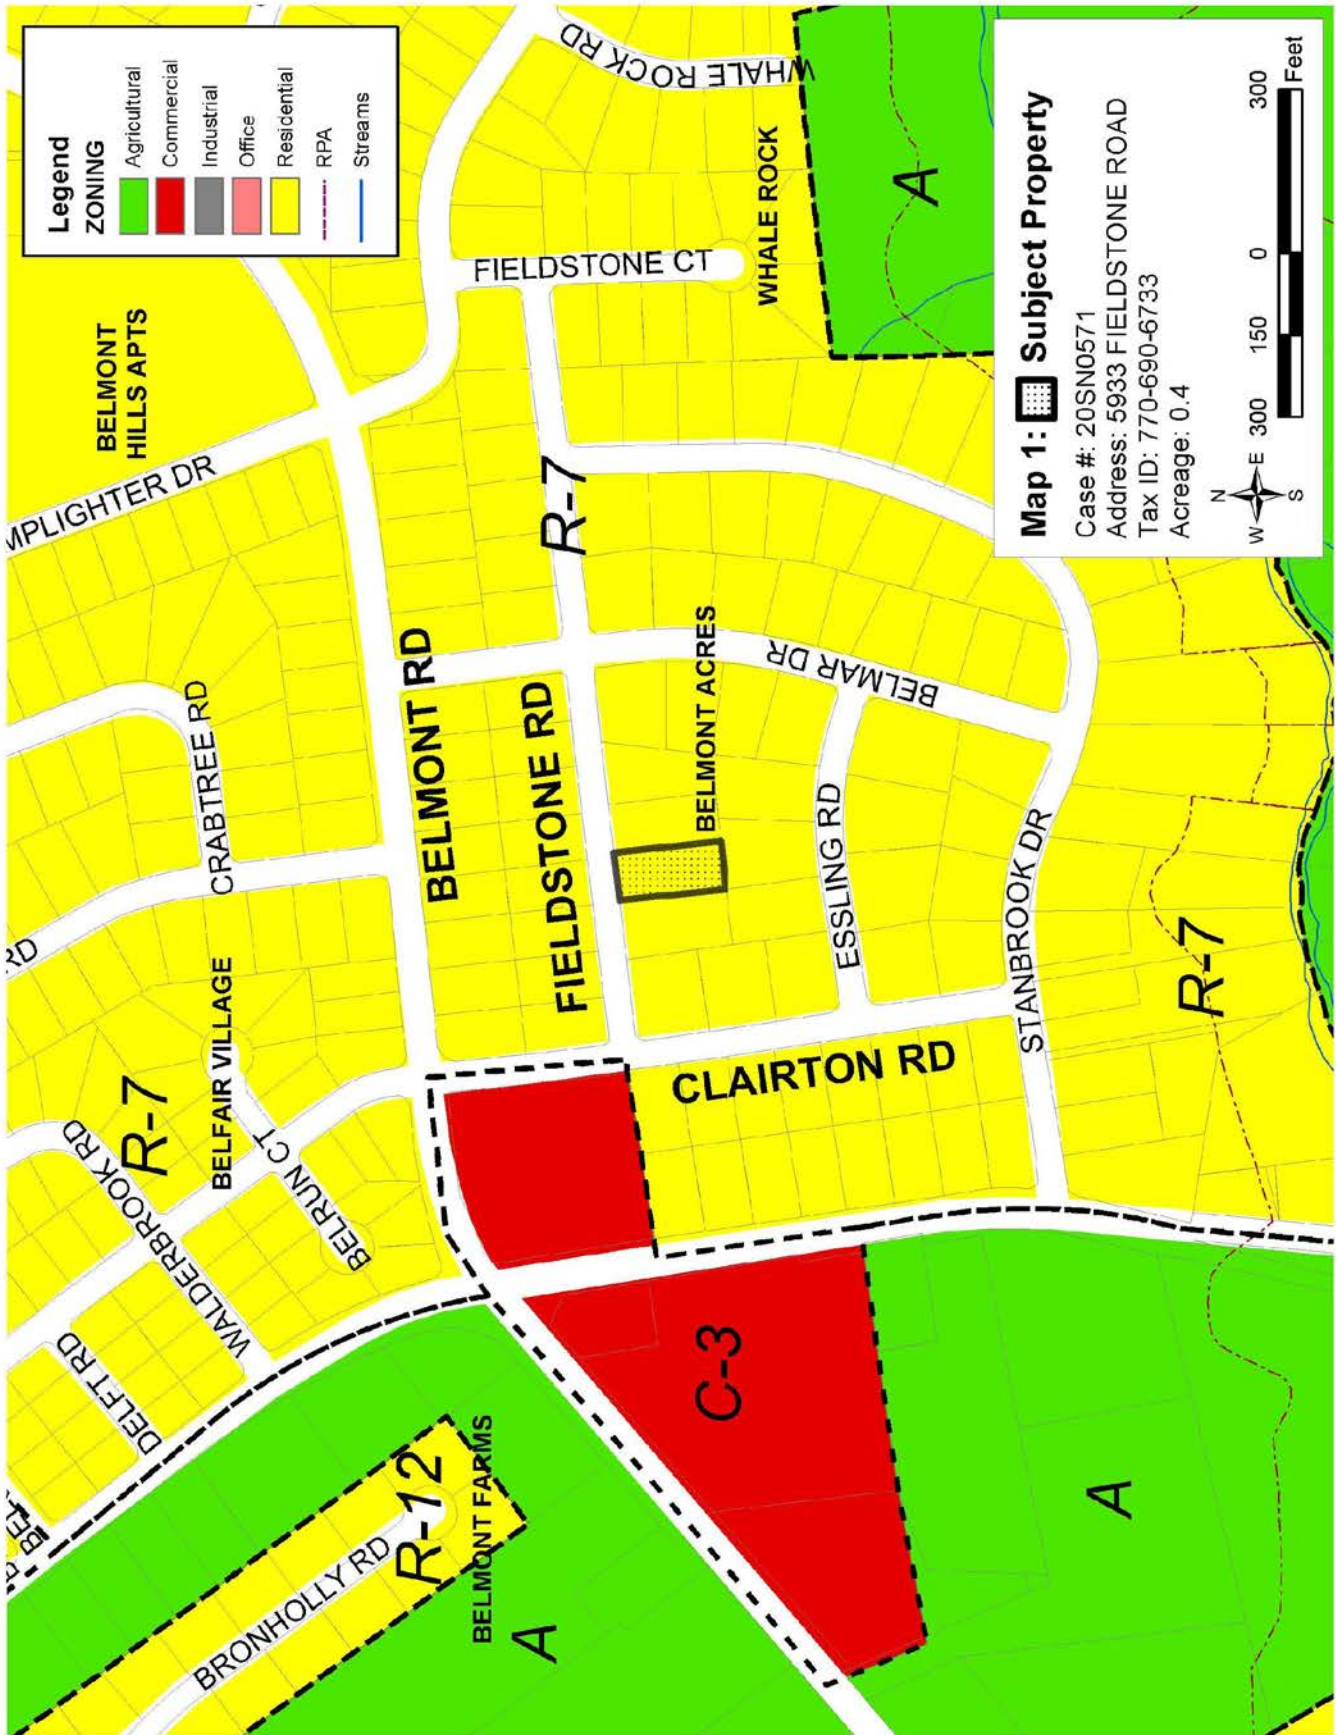 Legend
ZONING
Agricultural
Commercial
Industrial
Office
Residential
RPA
Streams
BELMONT
HILLS APTS
MPLIGHTER DR
CRABTREE RD
RD
BELFAIR VILLAGE
R-7
WALDERBROOK RD
BELRUN CT
DELFT RD
BRONHOLLY RD
R-12
BELMONT FARMS
A
BELMONT RD
FIELDSTONE RD
R-7
FIELDSTONE CT
WHALE ROCK RD
WHALE ROCK
A
BELMONT ACRES
BELMAR DR
ESSLING RD
STANBROOK DR
CLAIRTON RD
C-3
A
R-7
Map 1: Subject Property
Case #: 20SN0571
Address: 5933 FIELDSTONE ROAD
Tax ID: 770-690-6733
Acreage: 0.4
N
W E
S
300 150 0 300
Feet